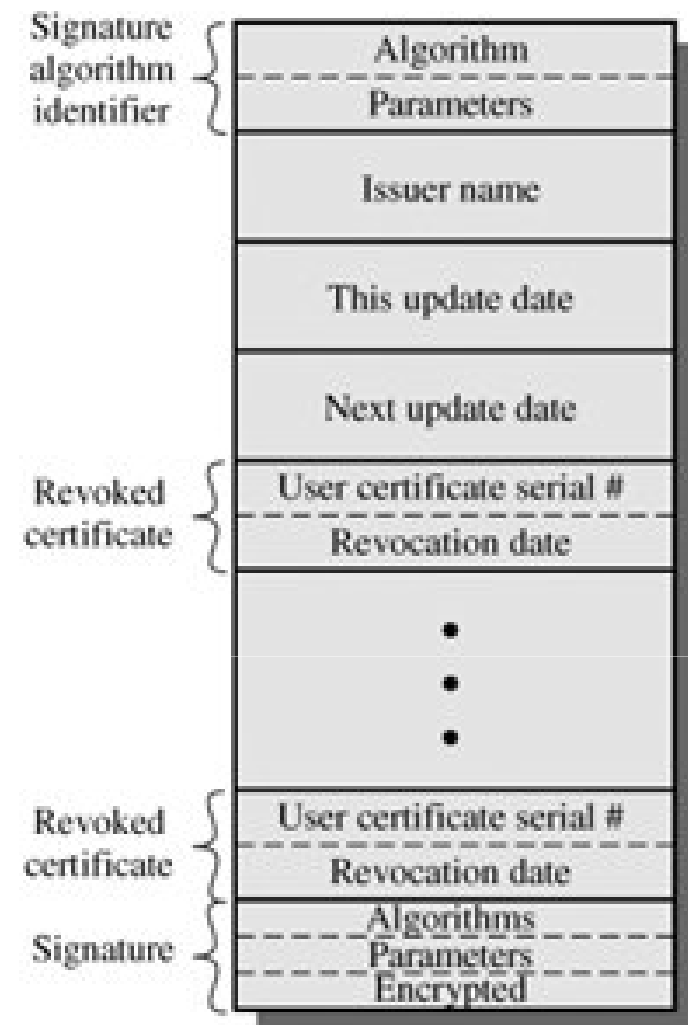 Signature
algorithm
identifier
Algorithm
Parameters
Issuer name
This update date
Next update date
Revoked
certificate
User certificate serial #
Revocation date
Revoked
certificate
User certificate serial #
Revocation date
Signature
Algorithms
Parameters
Encrypted